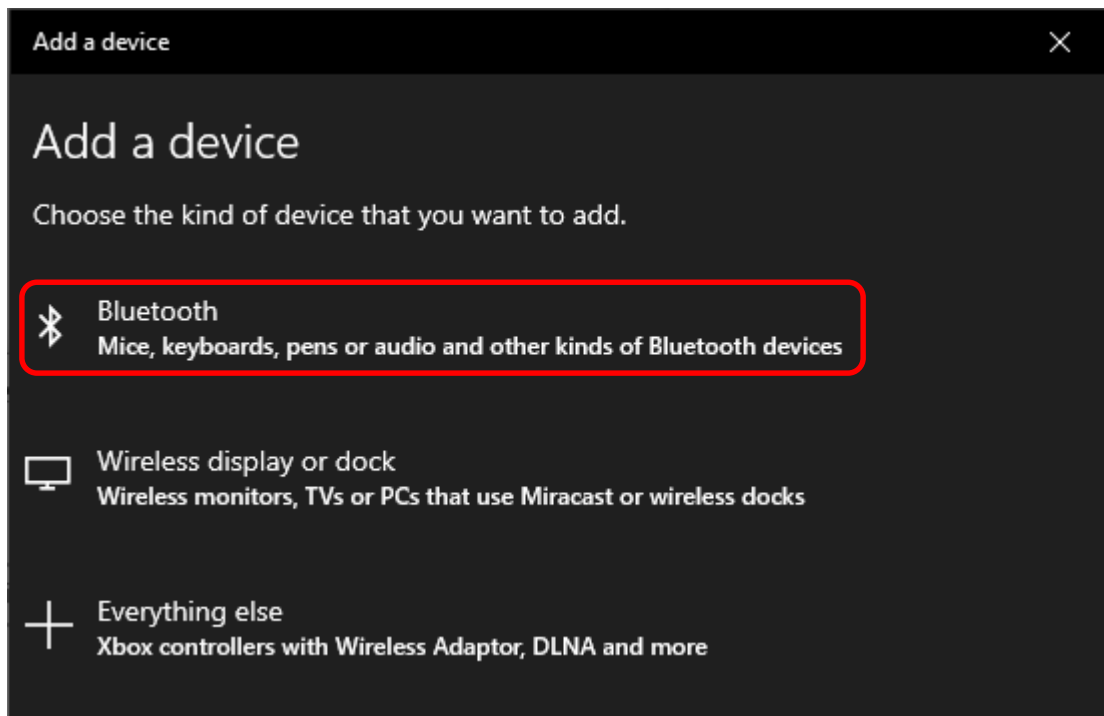 Add a device
Add a device
Choose the kind of device that you want to add.
Bluetooth
Mice, keyboards, pens or audio and other kinds of Bluetooth devices
Wireless display or dock
Wireless monitors, TVs or PCs that use Miracast or wireless docks
Everything else
Xbox controllers with Wireless Adaptor, DLNA and more